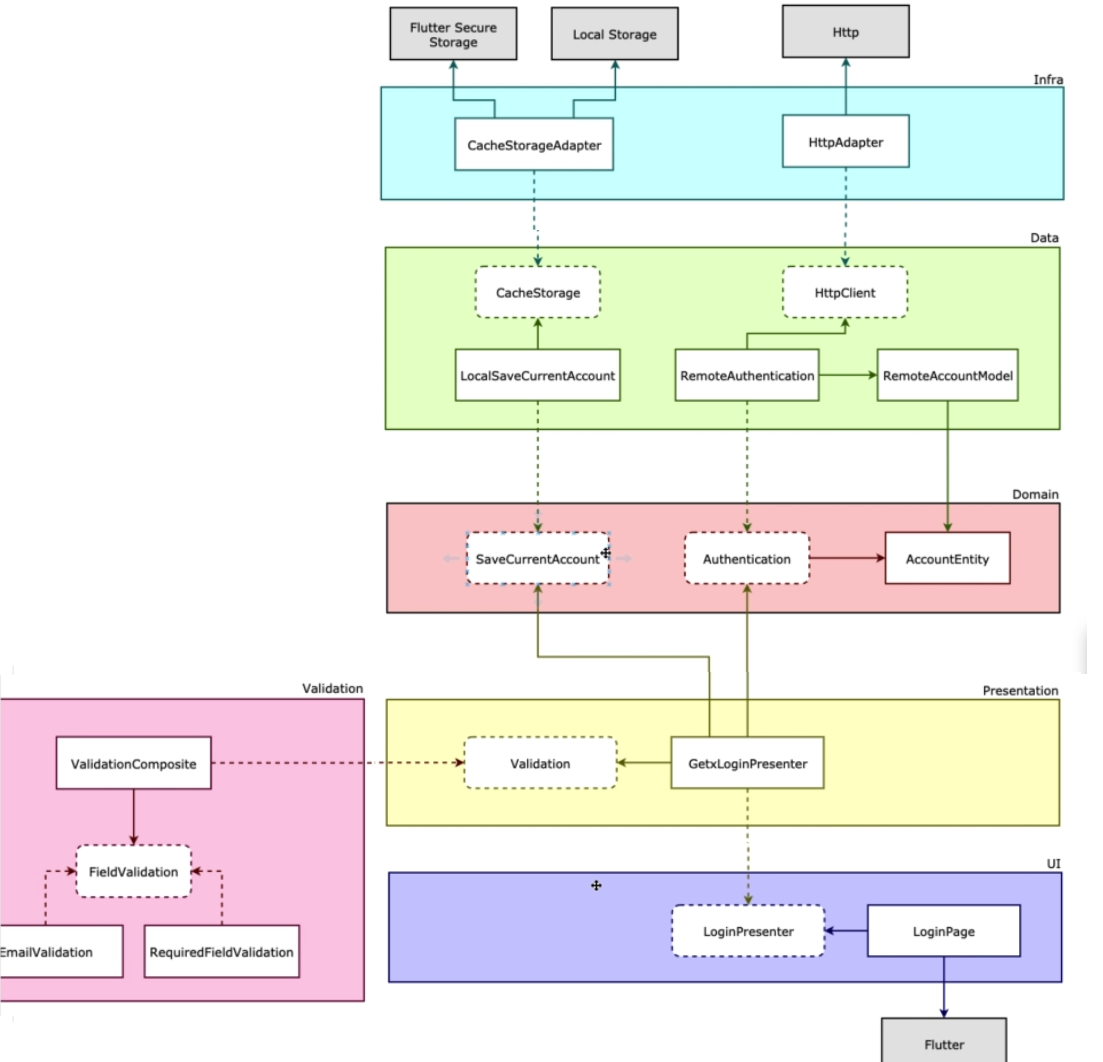 Flutter Secure
Storage
Local Storage
Http
Infra
CacheStorageAdapter
HttpAdapter
Data
CacheStorage
HttpClient
LocalSaveCurrentAccount
RemoteAuthentication
RemoteAccountModel
Domain
SaveCurrentAccount
Authentication
AccountEntity
Validation
Presentation
ValidationComposite
Validation
GetxLoginPresenter
FieldValidation
UI
EmailValidation
RequiredFieldValidation
LoginPresenter
LoginPage
Flutter